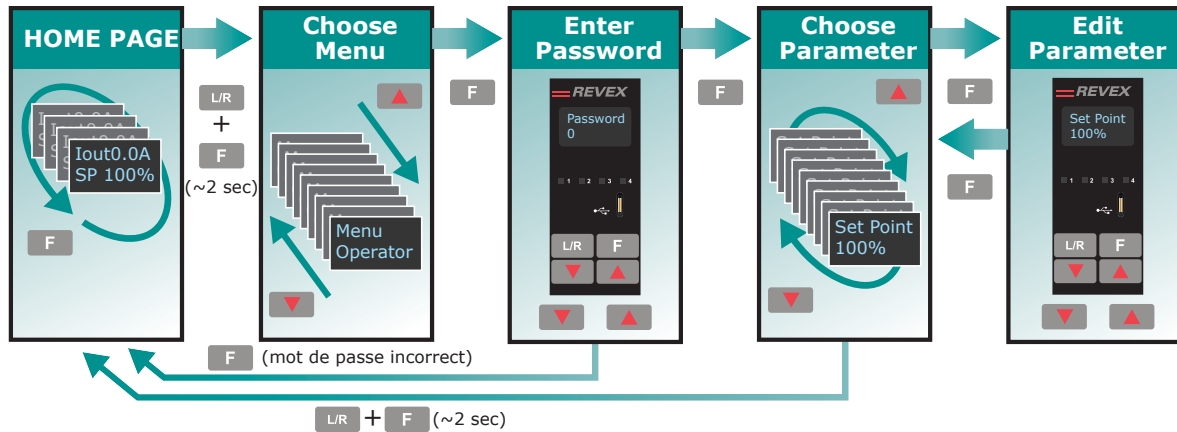 HOME PAGE
Iout0.0A
SP 100%
F
L/R
+
F
(~2 sec)
Choose
Menu
Menu
Operator
F
Enter
Password
REVEX
Password
0
1 2 3 4
L/R F
F
Choose
Parameter
Set Point
100%
F
F
Edit
Parameter
REVEX
Set Point
100%
1 2 3 4
L/R F
F (mot de passe incorrect)
L/R + F (~2 sec)